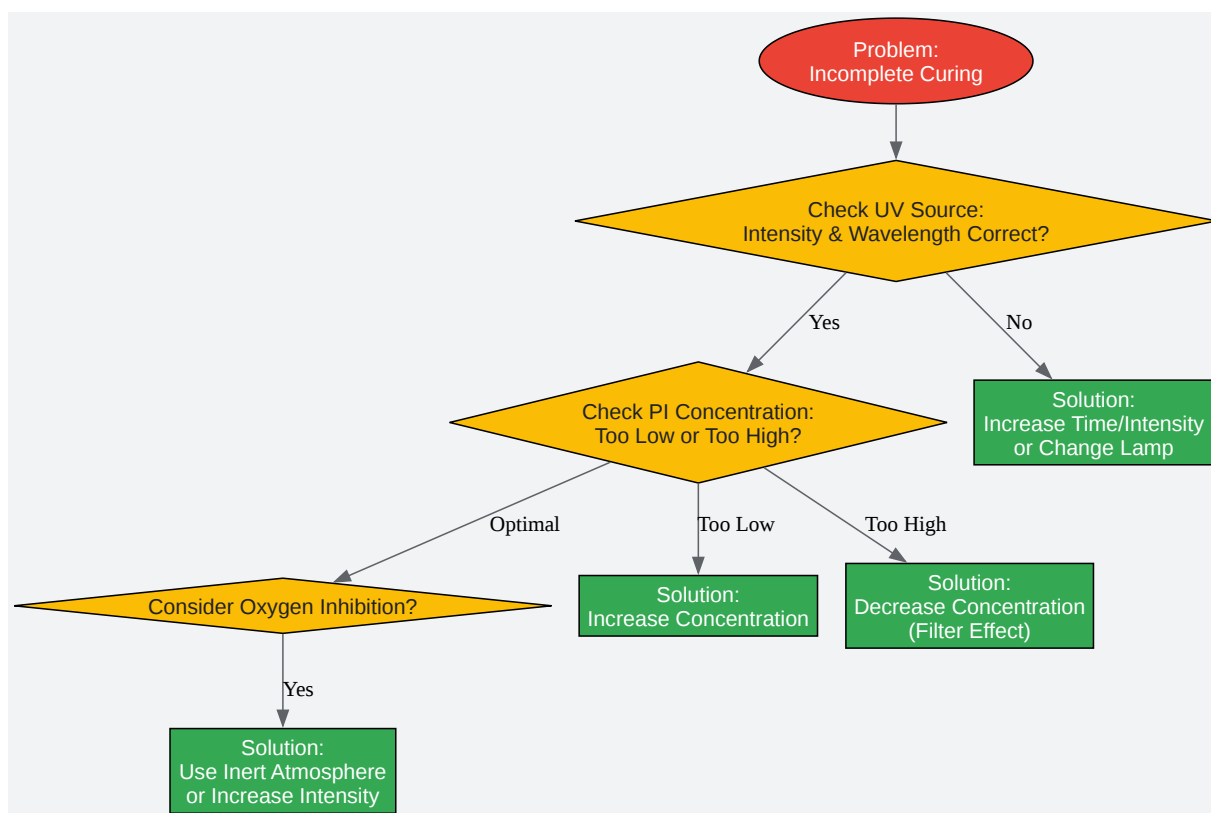 Problem:
Incomplete Curing
Check UV Source:
Intensity & Wavelength Correct?
Yes
No
Check PI Concentration:
Too Low or Too High?
Solution:
Increase Time/Intensity
or Change Lamp
Optimal
Too Low
Too High
Consider Oxygen Inhibition?
Solution:
Increase Concentration
Solution:
Decrease Concentration
(Filter Effect)
Yes
Solution:
Use Inert Atmosphere
or Increase Intensity